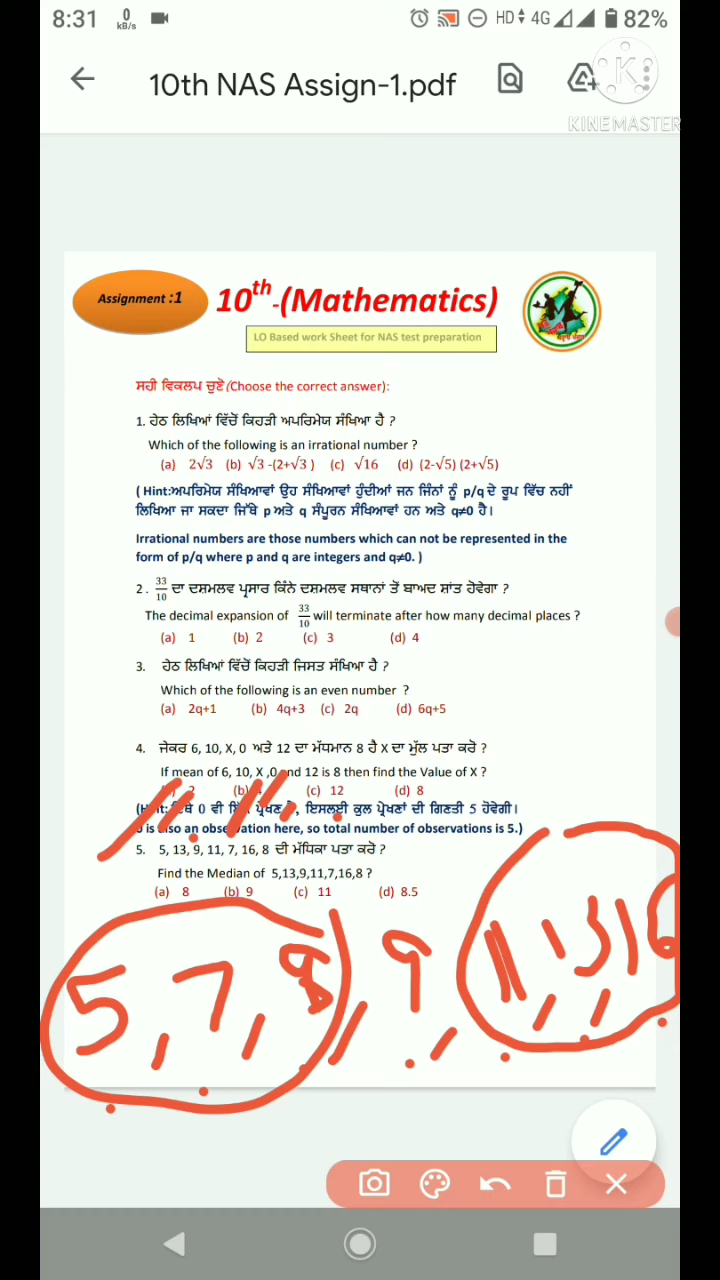 8:31 0 kB/s HD 4G 82%
10th NAS Assign-1.pdf
K
KINEMASTER
Assignment :1
10th-(Mathematics)
LO Based work Sheet for NAS test preparation
ਸਹੀ ਵਿਕਲਪ ਚੁਣੋ(Choose the correct answer):
1. ਹੇਠ ਲਿਖਿਆਂ ਵਿੱਚੋਂ ਕਿਹੜੀ ਅਪਰਿਮੇਯ ਸੰਖਿਆ ਹੈ ?
Which of the following is an irrational number ?
(a) 2√3 (b) √3 -(2+√3 ) (c) √16 (d) (2-√5) (2+√5)
( Hint:ਅਪਰਿਮੇਯ ਸੰਖਿਆਵਾਂ ਉਹ ਸੰਖਿਆਵਾਂ ਹੁੰਦੀਆਂ ਜਨ ਜਿੰਨਾਂ ਨੂੰ p/q ਦੇ ਰੂਪ ਵਿੱਚ ਨਹੀਂ
ਲਿਖਿਆ ਜਾ ਸਕਦਾ ਜਿੱਥੇ p ਅਤੇ q ਸੰਪੂਰਨ ਸੰਖਿਆਵਾਂ ਹਨ ਅਤੇ q≠0 ਹੈ।
Irrational numbers are those numbers which can not be represented in the
form of p/q where p and q are integers and q≠0. )
2 . 33/10 ਦਾ ਦਸ਼ਮਲਵ ਪ੍ਰਸਾਰ ਕਿੰਨੇ ਦਸ਼ਮਲਵ ਸਥਾਨਾਂ ਤੋਂ ਬਾਅਦ ਸ਼ਾਂਤ ਹੋਵੇਗਾ ?
The decimal expansion of 33/10 will terminate after how many decimal places ?
(a) 1 (b) 2 (c) 3 (d) 4
3. ਹੇਠ ਲਿਖਿਆਂ ਵਿੱਚੋਂ ਕਿਹੜੀ ਜਿਸਤ ਸੰਖਿਆ ਹੈ ?
Which of the following is an even number ?
(a) 2q+1 (b) 4q+3 (c) 2q (d) 6q+5
4. ਜੇਕਰ 6, 10, X, 0 ਅਤੇ 12 ਦਾ ਮੱਧਮਾਨ 8 ਹੈ X ਦਾ ਮੁੱਲ ਪਤਾ ਕਰੋ ?
If mean of 6, 10, X ,0 and 12 is 8 then find the Value of X ?
2 (b) 4 (c) 12 (d) 8
(Hint: ਇੱਥੇ 0 ਵੀ ਇੱਕ ਪ੍ਰੇਖਣ ਹੈ, ਇਸਲਈ ਕੁਲ ਪ੍ਰੇਖਣਾਂ ਦੀ ਗਿਣਤੀ 5 ਹੋਵੇਗੀ।
0 is also an observation here, so total number of observations is 5.)
5. 5, 13, 9, 11, 7, 16, 8 ਦੀ ਮੱਧਿਕਾ ਪਤਾ ਕਰੋ ?
Find the Median of 5,13,9,11,7,16,8 ?
(a) 8 (b) 9 (c) 11 (d) 8.5
5, 7, 8, 9, 11, 13, 16